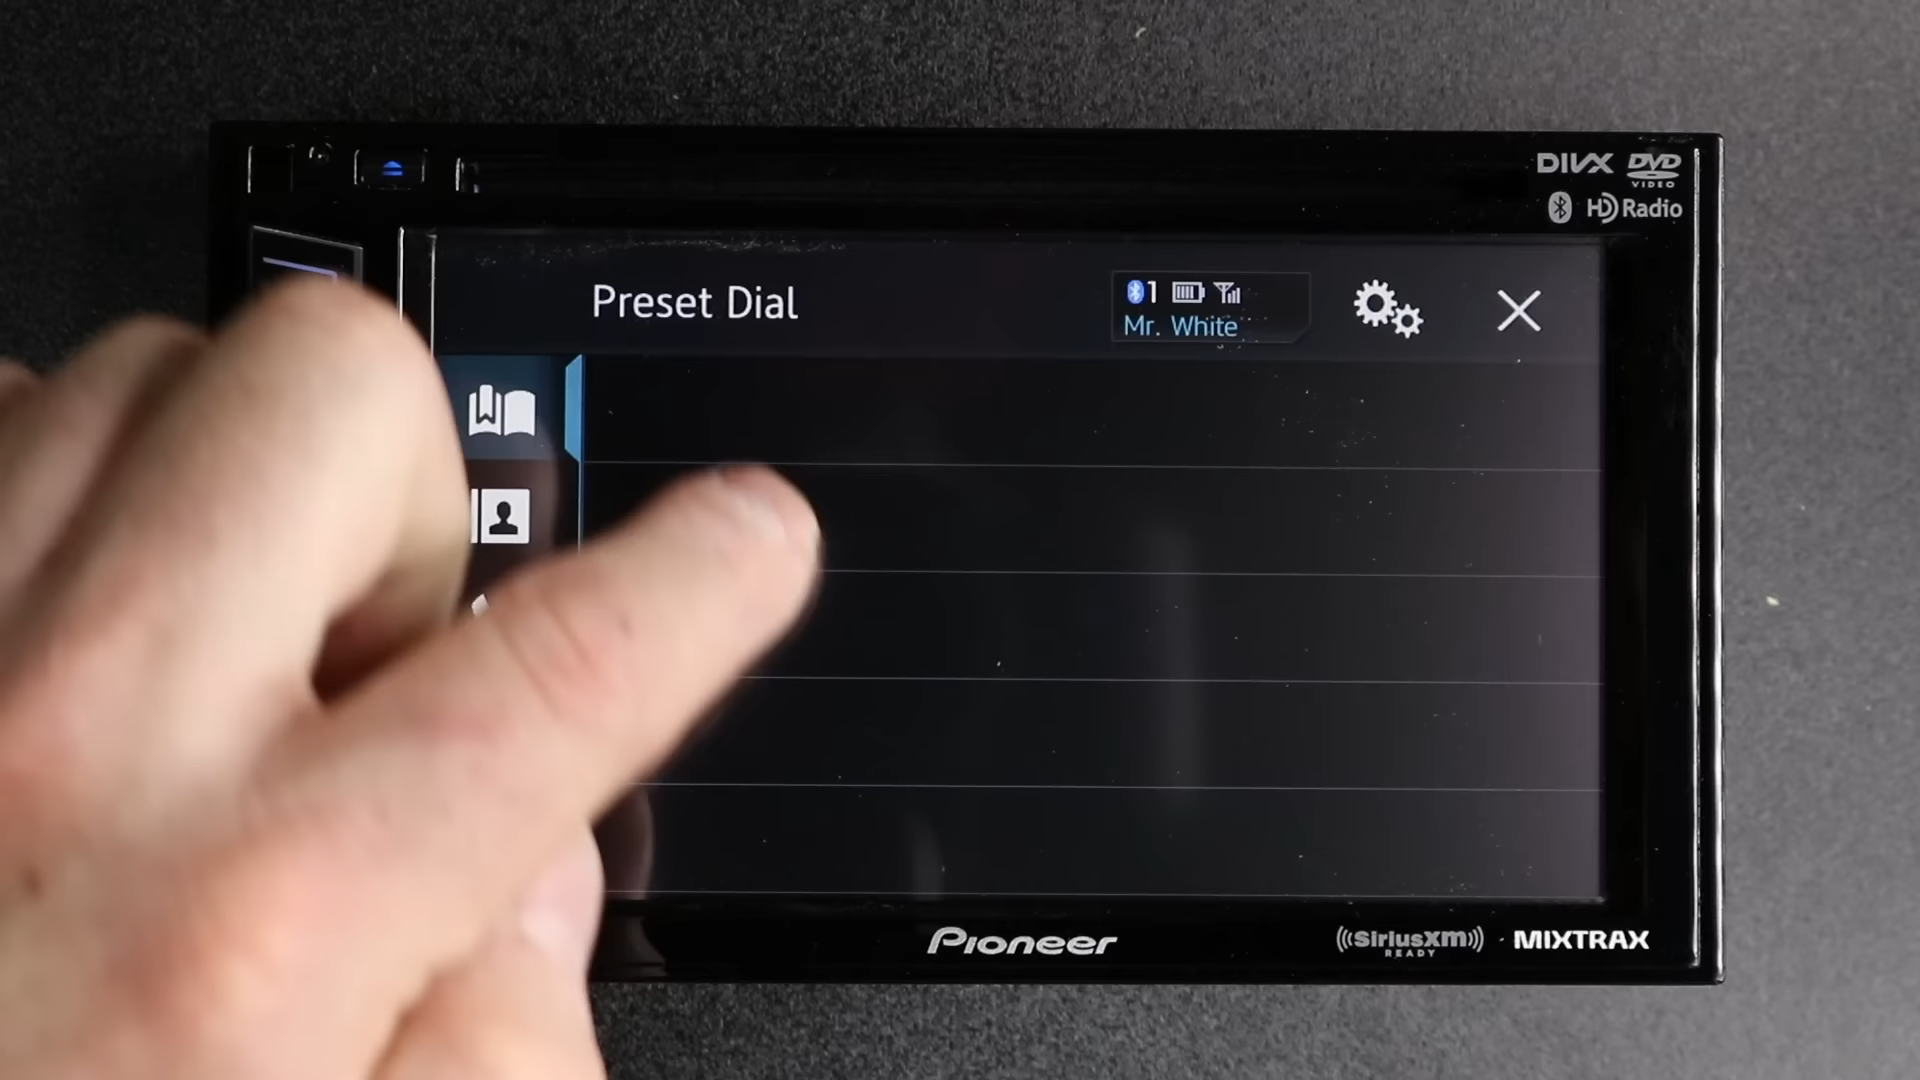 DIVX DVD
VIDEO
HD Radio
Preset Dial
1
Mr. White
Pioneer
((SiriusXM))
READY
MIXTRAX